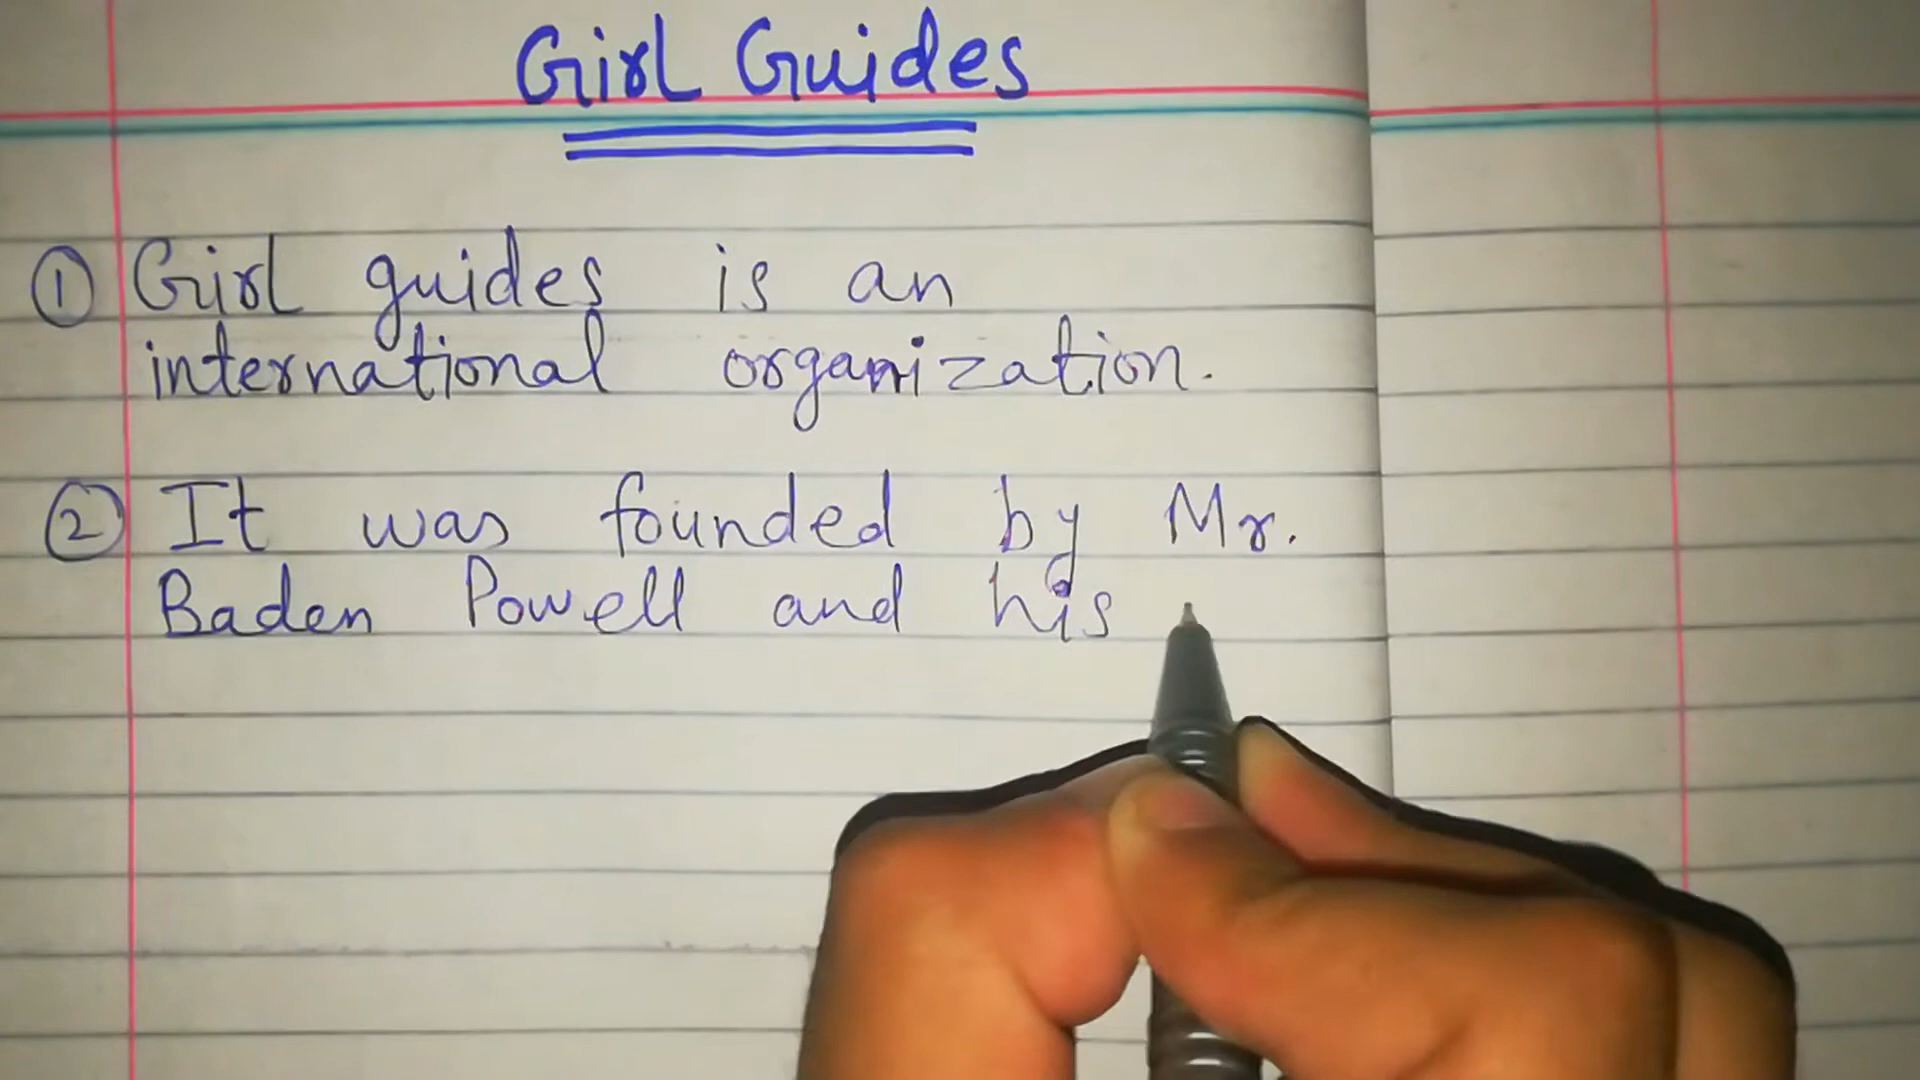 Girl Guides
① Girl guides is an
international organization.
② It was founded by Mr.
Baden Powell and his